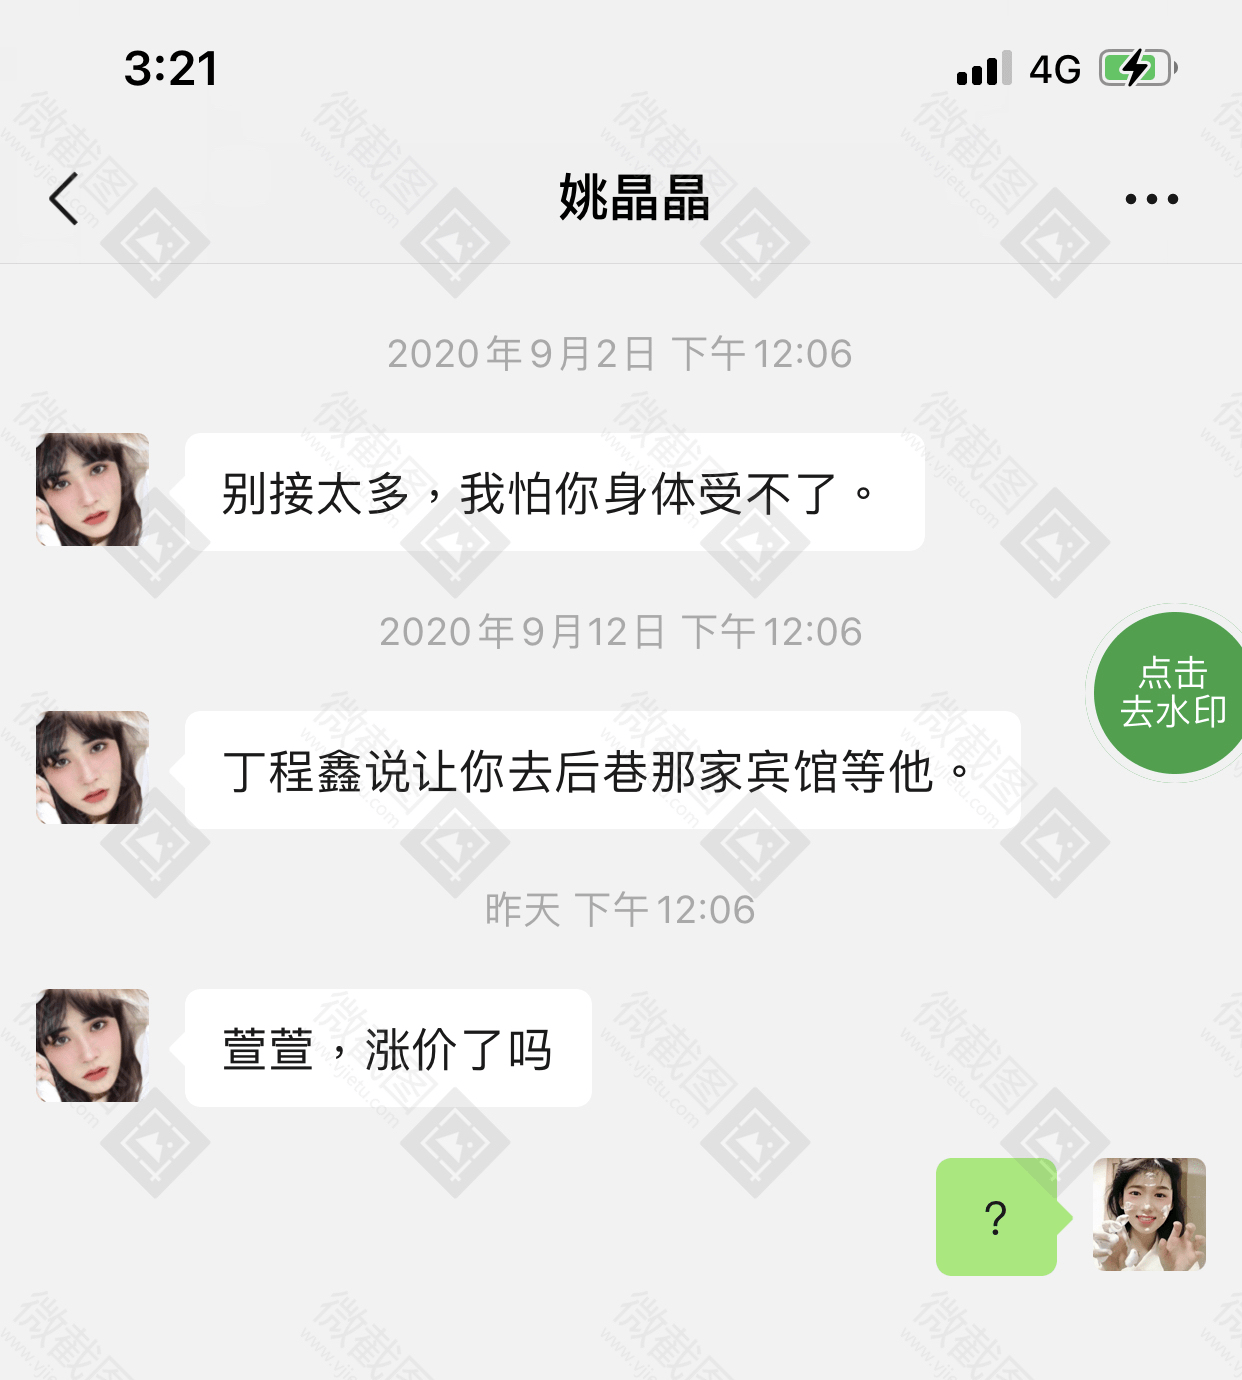 3:21
4G
姚晶晶
2020年9月2日 下午12:06
别接太多，我怕你身体受不了。
2020年9月12日 下午12:06
点击
去水印
丁程鑫说让你去后巷那家宾馆等他。
昨天 下午12:06
萱萱，涨价了吗
?
微截图
www.vjietu.com